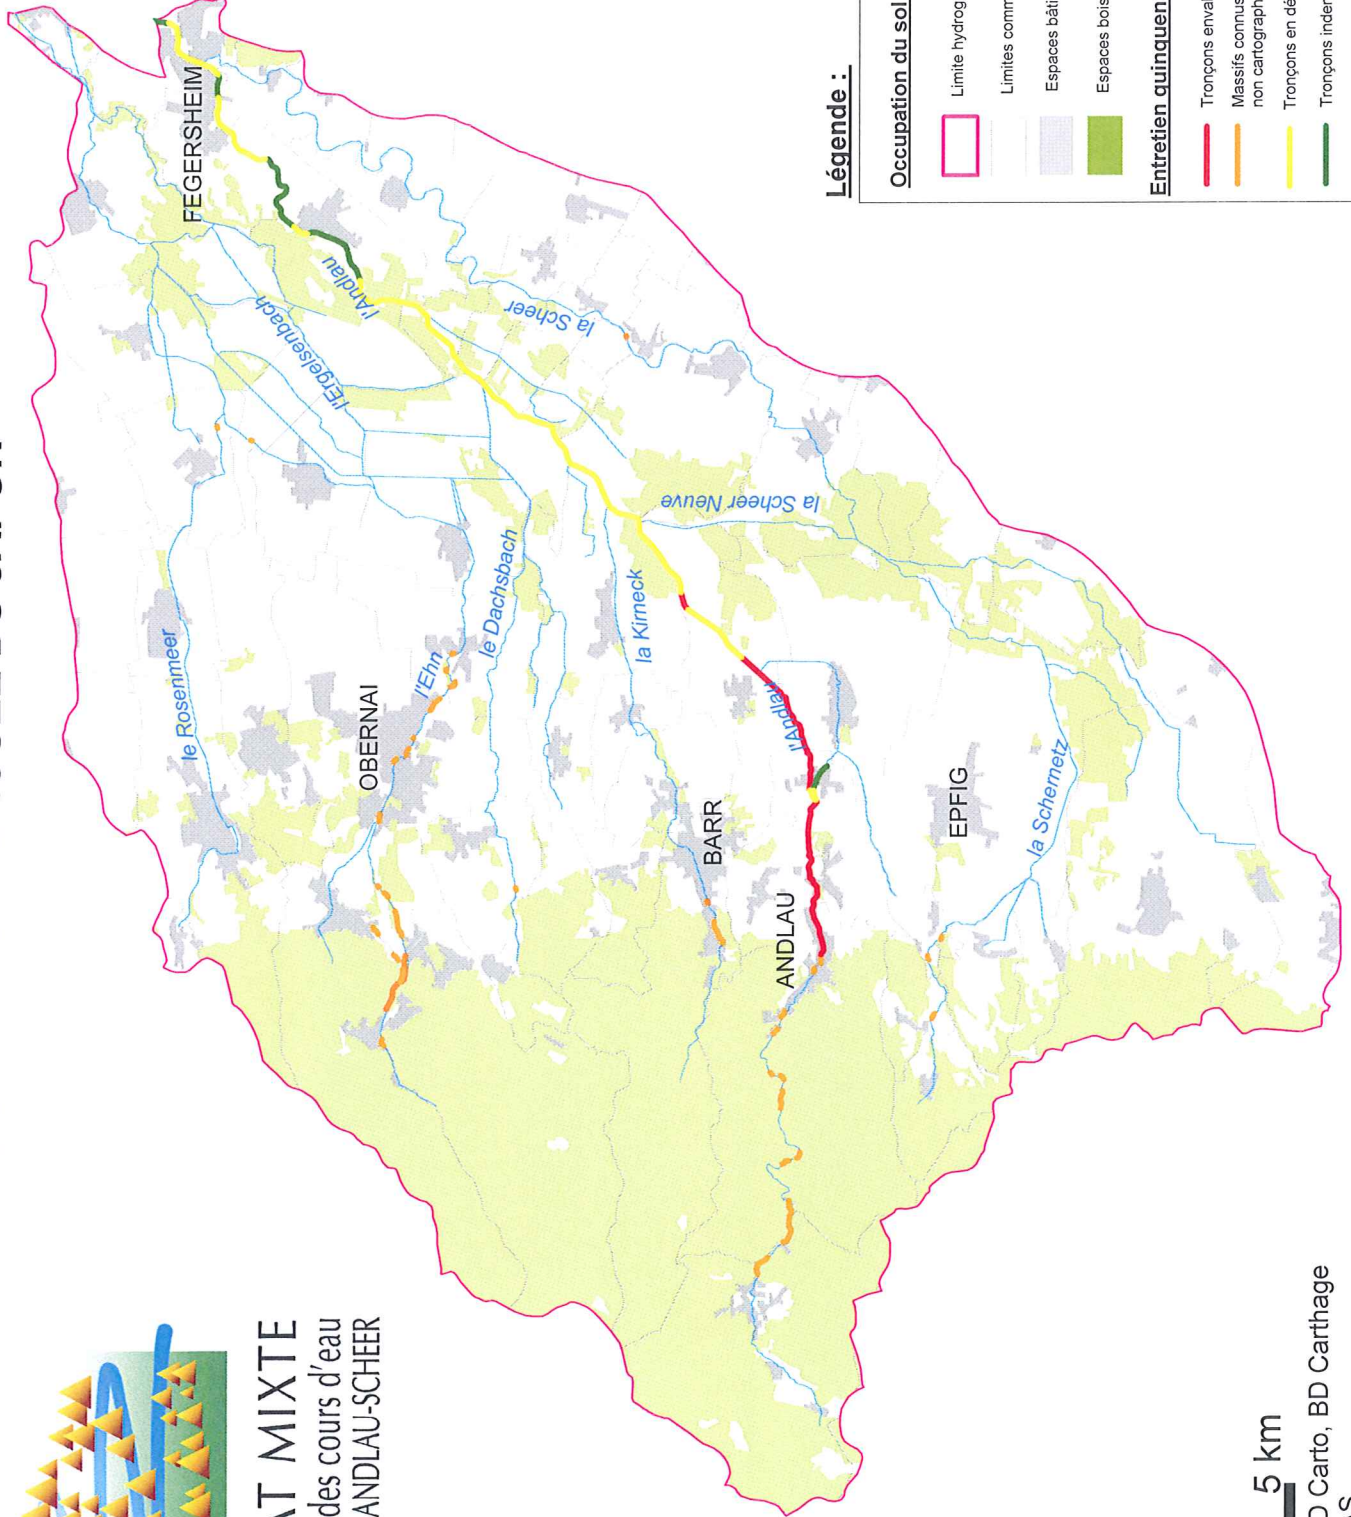 AT MIXTE
des cours d'eau
ANDLAU-SCHEER
FEGERSHEIM
l'Andlau
l'Ergelsenbach
la Scheer
le Rosenmeer
OBERNAI
l'Ehn
le Dachsbach
la Kirneck
la Scheer Neuve
BARR
l'Andlau
ANDLAU
EPFIG
la Schernetz
Légende :
Occupation du sol
Limite hydrog
Limites comm
Espaces bâti
Espaces bois
Entretien quinquen
Tronçons enval
Massifs connus
non cartograph
Tronçons en dé
Tronçons inder
5 km
D Carto, BD Carthage